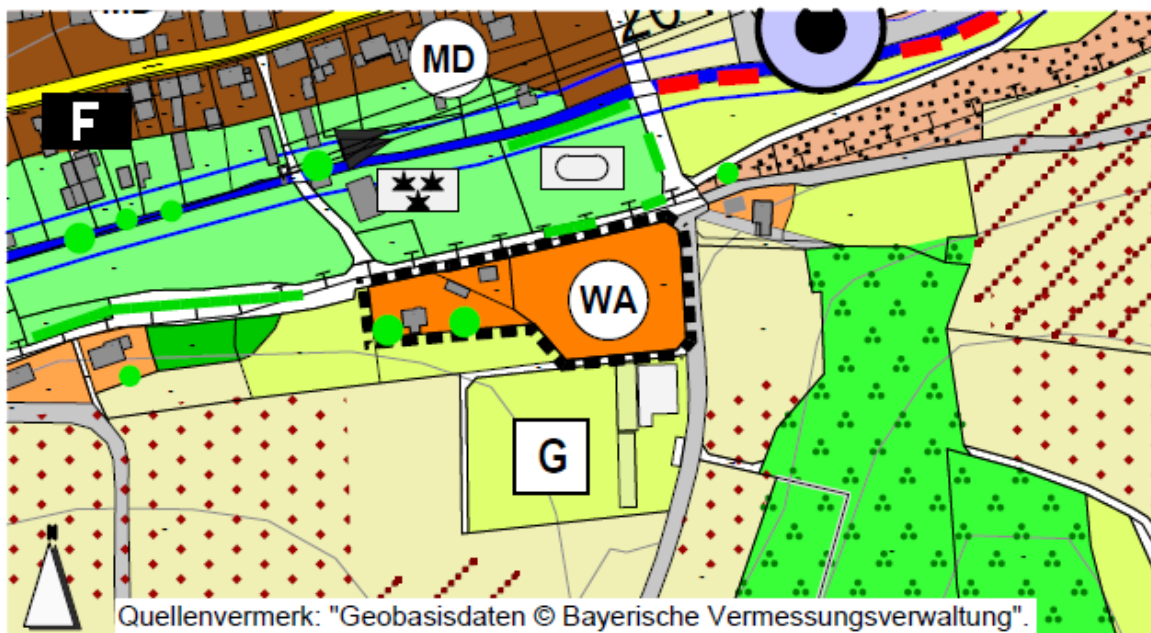 MD
F
WA
G
N
Quellenvermerk: "Geobasisdaten © Bayerische Vermessungsverwaltung".